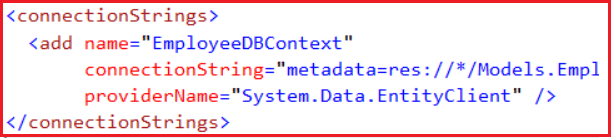 <connectionStrings>
<add name="EmployeeDBContext"
connectionString="metadata=res://*/Models.Empl
providerName="System.Data.EntityClient" />
</connectionStrings>